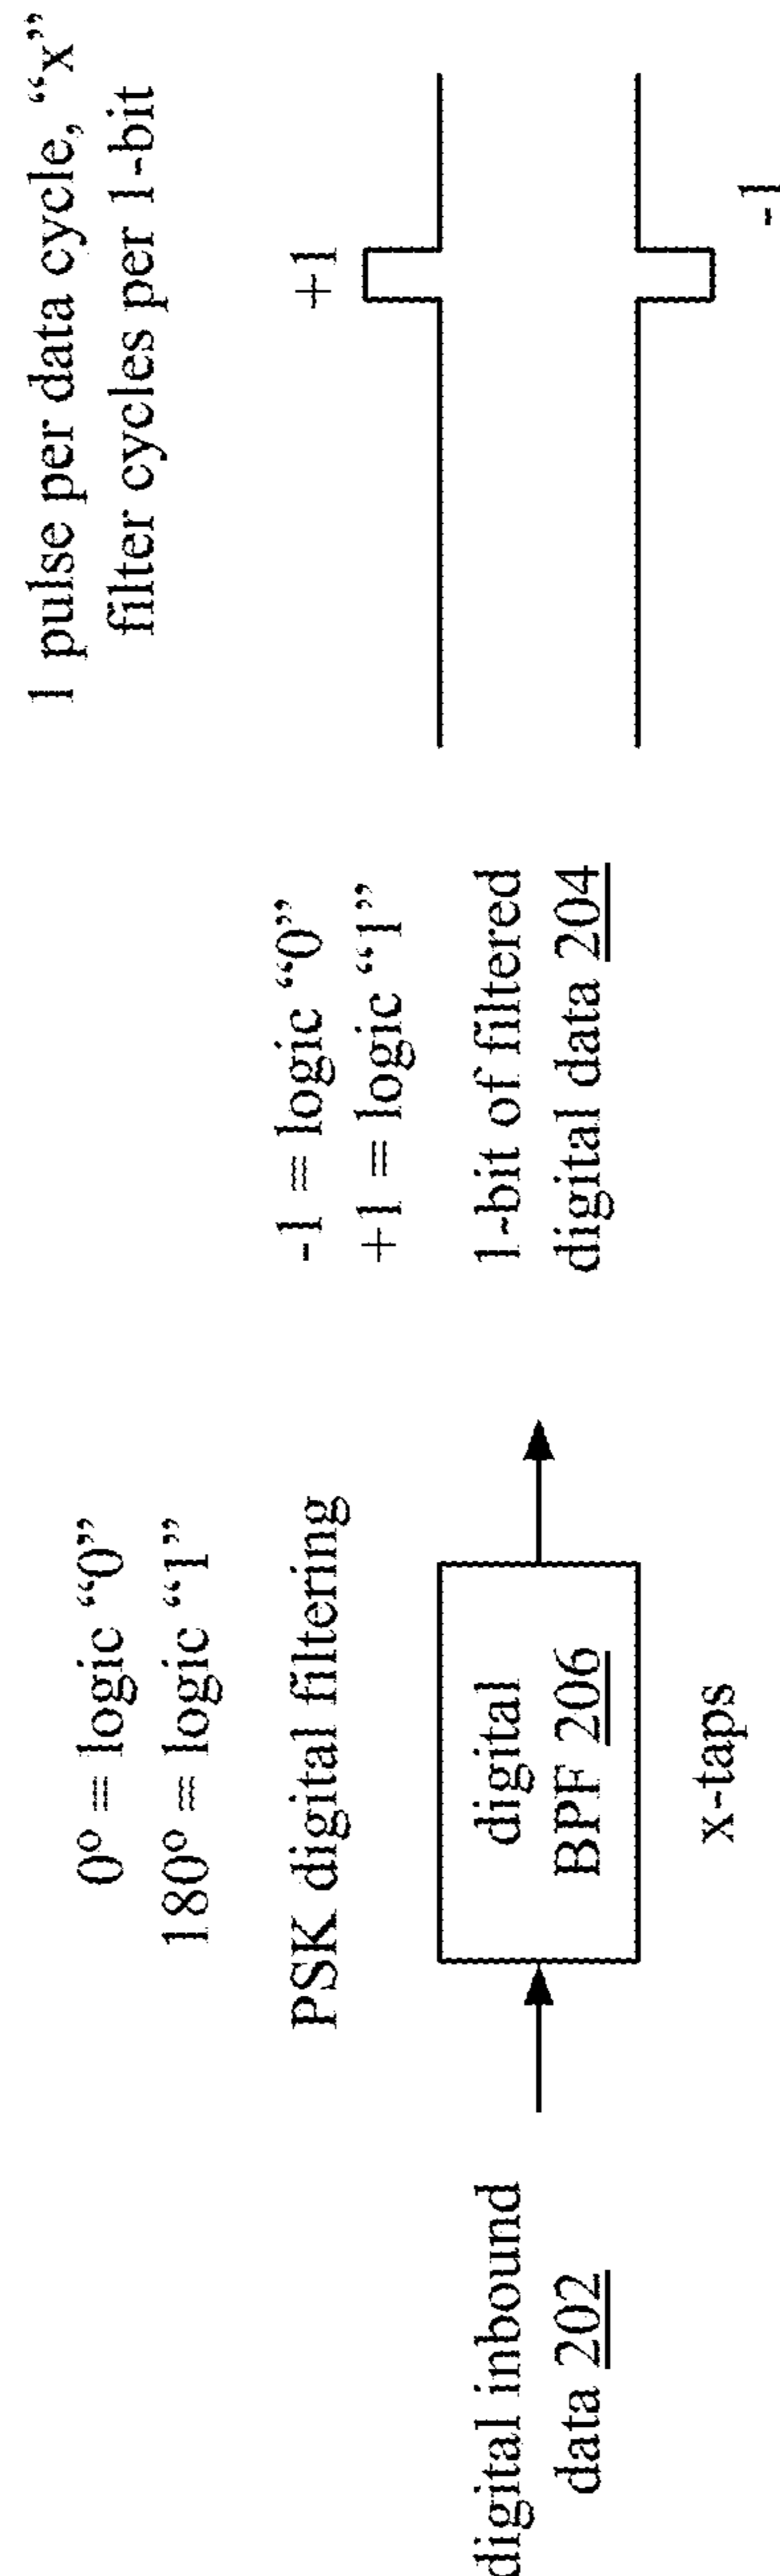 0° = logic “0”
180° = logic “1”
PSK digital filtering
digital inbound
data 202
digital
BPF 206
x-taps
-1 = logic “0”
+1 = logic “1”
1-bit of filtered
digital data 204
1 pulse per data cycle, “x”
filter cycles per 1-bit
+1
-1